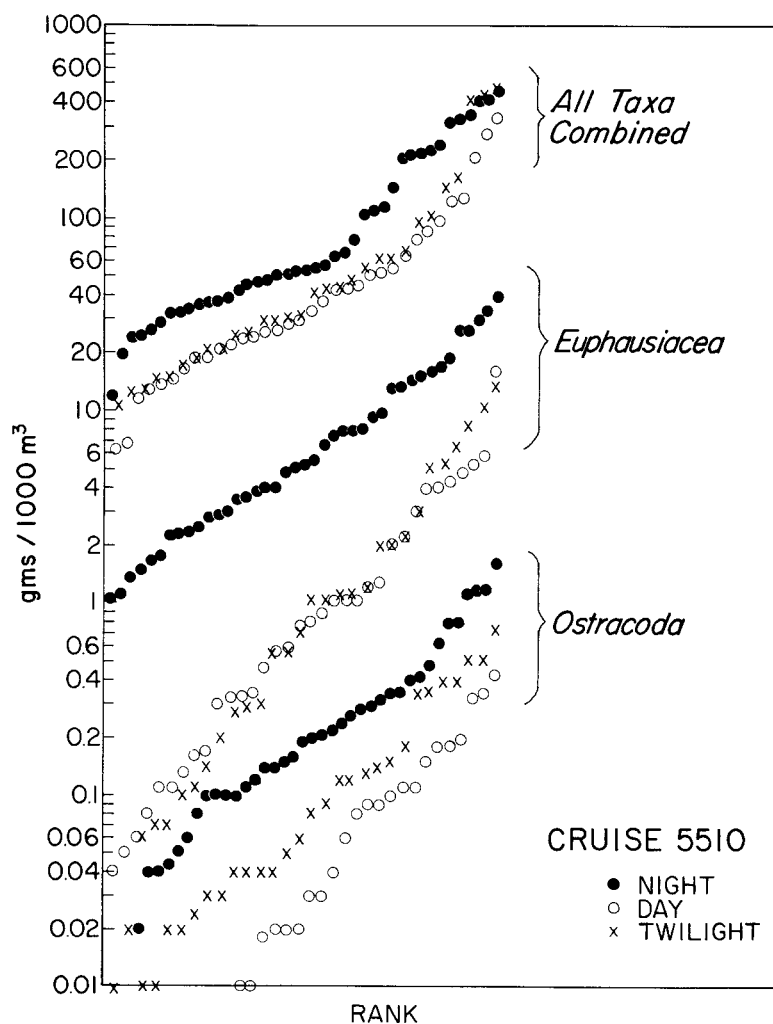 1000
600
400
200
100
60
40
20
10
6
4
2
1
0.6
0.4
0.2
0.1
0.06
0.04
0.02
0.01
gms / 1000 m³
All Taxa
Combined
Euphausiacea
Ostracoda
CRUISE 5510
● NIGHT
○ DAY
x TWILIGHT
RANK